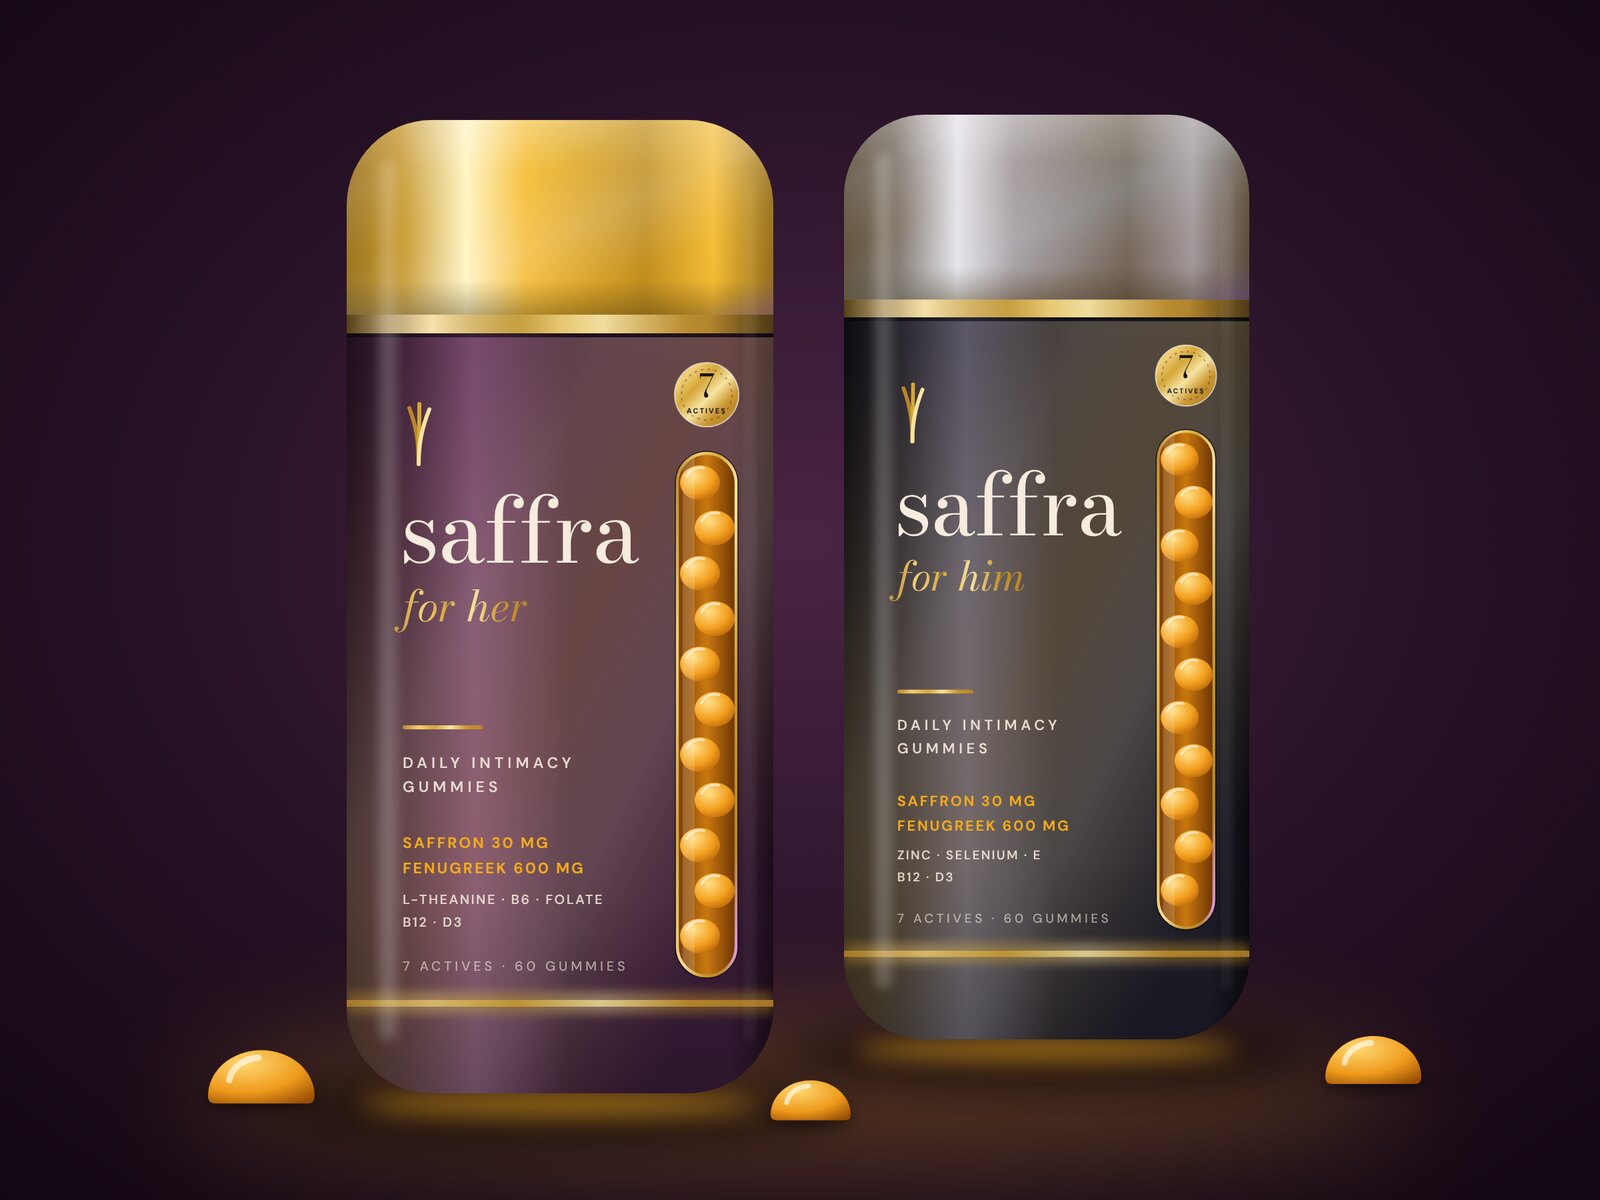 7
ACTIVES
saffra
for her
DAILY INTIMACY
GUMMIES
SAFFRON 30 MG
FENUGREEK 600 MG
L-THEANINE · B6 · FOLATE
B12 · D3
7 ACTIVES · 60 GUMMIES
7
ACTIVES
saffra
for him
DAILY INTIMACY
GUMMIES
SAFFRON 30 MG
FENUGREEK 600 MG
ZINC · SELENIUM · E
B12 · D3
7 ACTIVES · 60 GUMMIES